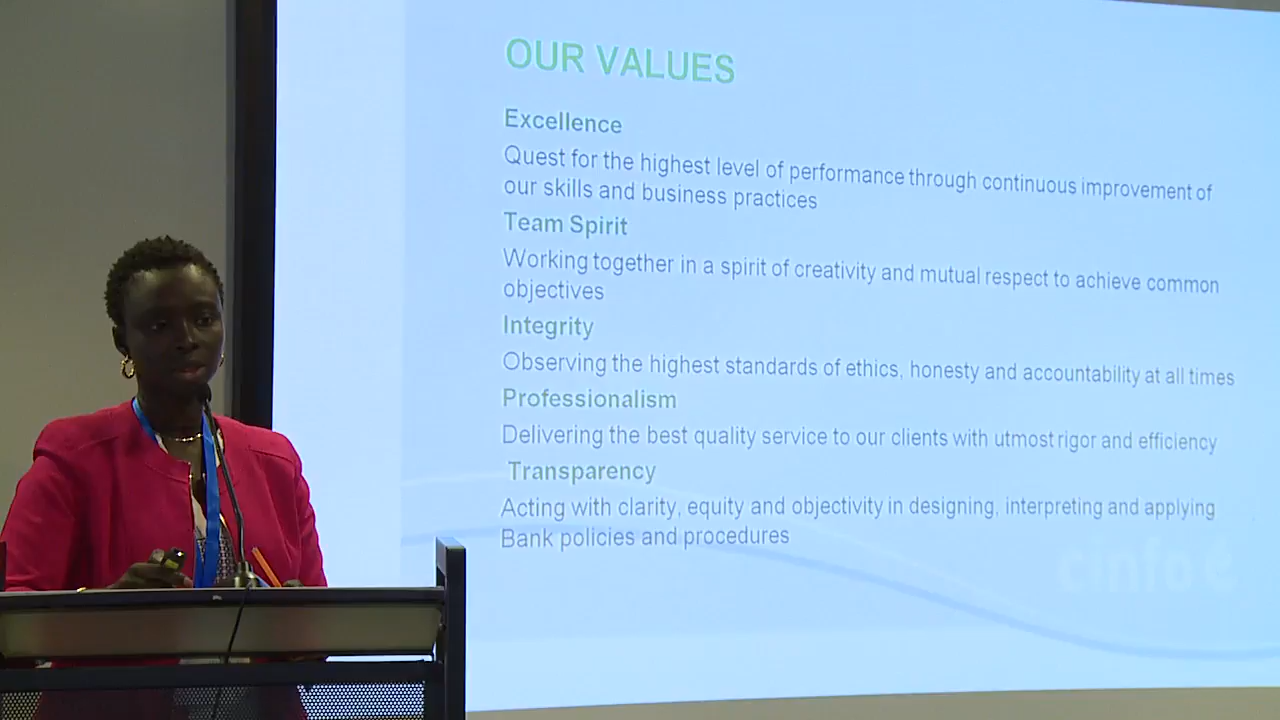 OUR VALUES
Excellence
Quest for the highest level of performance through continuous improvement of
our skills and business practices
Team Spirit
Working together in a spirit of creativity and mutual respect to achieve common
objectives
Integrity
Observing the highest standards of ethics, honesty and accountability at all times
Professionalism
Delivering the best quality service to our clients with utmost rigor and efficiency
Transparency
Acting with clarity, equity and objectivity in designing, interpreting and applying
Bank policies and procedures
cinfo